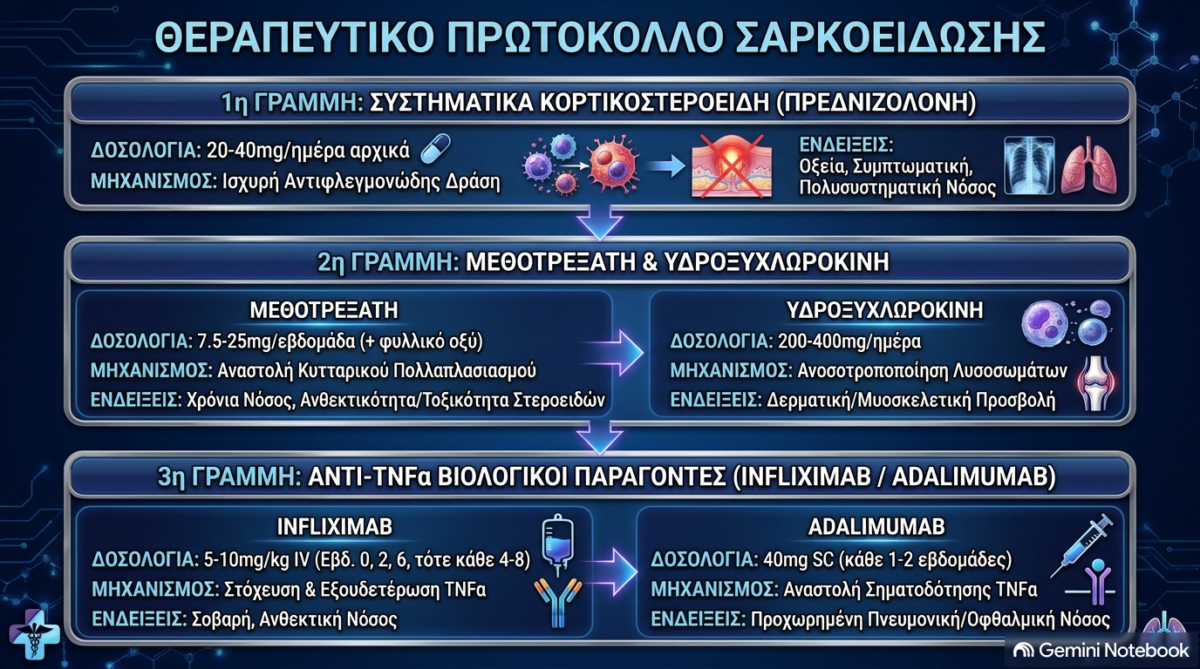 ΘΕΡΑΠΕΥΤΙΚΟ ΠΡΩΤΟΚΟΛΛΟ ΣΑΡΚΟΕΙΔΩΣΗΣ
1η ΓΡΑΜΜΗ: ΣΥΣΤΗΜΑΤΙΚΑ ΚΟΡΤΙΚΟΣΤΕΡΟΕΙΔΗ (ΠΡΕΔΝΙΖΟΛΟΝΗ)
ΔΟΣΟΛΟΓΙΑ: 20-40mg/ημέρα αρχικά
ΜΗΧΑΝΙΣΜΟΣ: Ισχυρή Αντιφλεγμονώδης Δράση
ΕΝΔΕΙΞΕΙΣ:
Οξεία, Συμπτωματική,
Πολυσυστηματική Νόσος
2η ΓΡΑΜΜΗ: ΜΕΘΟΤΡΕΞΑΤΗ & ΥΔΡΟΞΥΧΛΩΡΟΚΙΝΗ
ΜΕΘΟΤΡΕΞΑΤΗ
ΔΟΣΟΛΟΓΙΑ: 7.5-25mg/εβδομάδα (+ φυλλικό οξύ)
ΜΗΧΑΝΙΣΜΟΣ: Αναστολή Κυτταρικού Πολλαπλασιασμού
ΕΝΔΕΙΞΕΙΣ: Χρόνια Νόσος, Ανθεκτικότητα/Τοξικότητα Στεροειδών
ΥΔΡΟΞΥΧΛΩΡΟΚΙΝΗ
ΔΟΣΟΛΟΓΙΑ: 200-400mg/ημέρα
ΜΗΧΑΝΙΣΜΟΣ: Ανοσοτροποποίηση Λυσοσωμάτων
ΕΝΔΕΙΞΕΙΣ: Δερματική/Μυοσκελετική Προσβολή
3η ΓΡΑΜΜΗ: ΑΝΤΙ-TNFα ΒΙΟΛΟΓΙΚΟΙ ΠΑΡΑΓΟΝΤΕΣ (INFLIXIMAB / ADALIMUMAB)
INFLIXIMAB
ΔΟΣΟΛΟΓΙΑ: 5-10mg/kg IV (Εβδ. 0, 2, 6, τότε κάθε 4-8)
ΜΗΧΑΝΙΣΜΟΣ: Στόχευση & Εξουδετέρωση TNFα
ΕΝΔΕΙΞΕΙΣ: Σοβαρή, Ανθεκτική Νόσος
ADALIMUMAB
ΔΟΣΟΛΟΓΙΑ: 40mg SC (κάθε 1-2 εβδομάδες)
ΜΗΧΑΝΙΣΜΟΣ: Αναστολή Σηματοδότησης TNFα
ΕΝΔΕΙΞΕΙΣ: Προχωρημένη Πνευμονική/Οφθαλμική Νόσος
Gemini Notebook